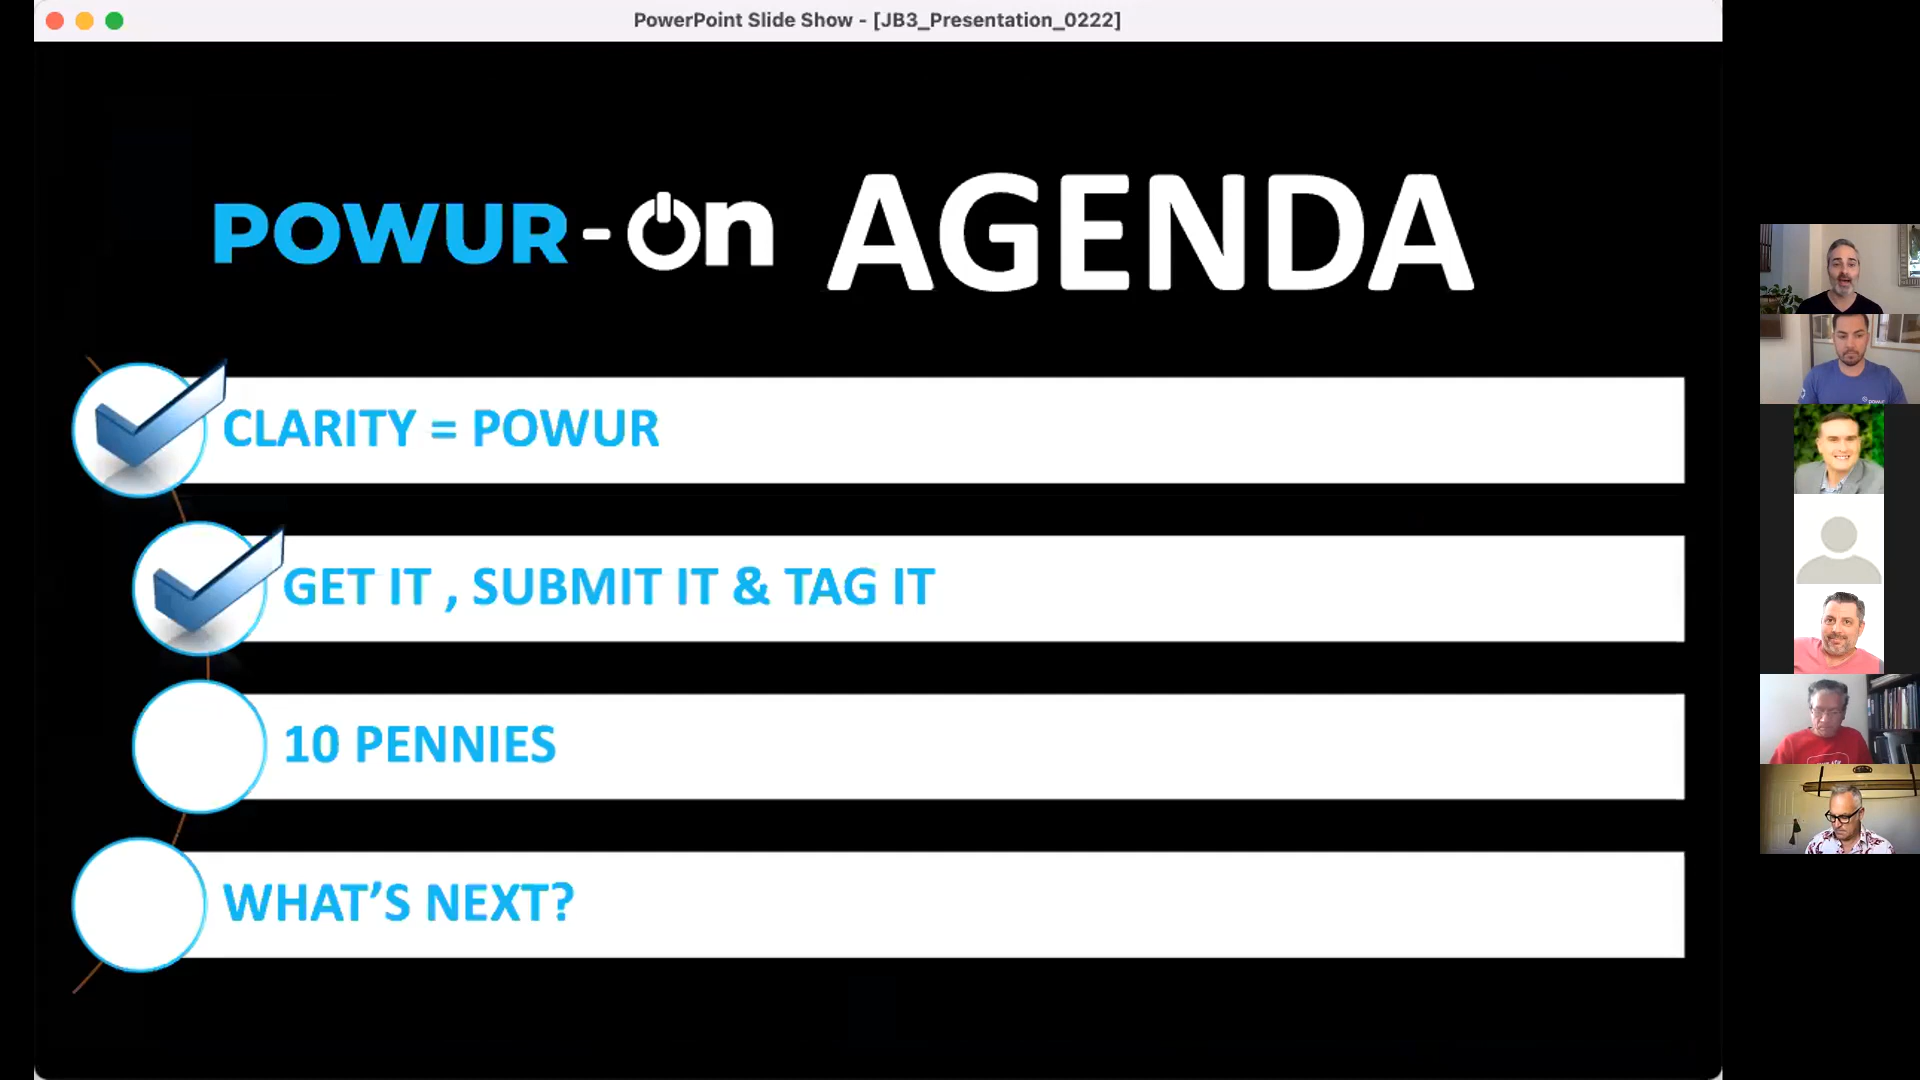 PowerPoint Slide Show - [JB3_Presentation_0222]
POWUR-On AGENDA
CLARITY = POWUR
GET IT , SUBMIT IT & TAG IT
10 PENNIES
WHAT'S NEXT?